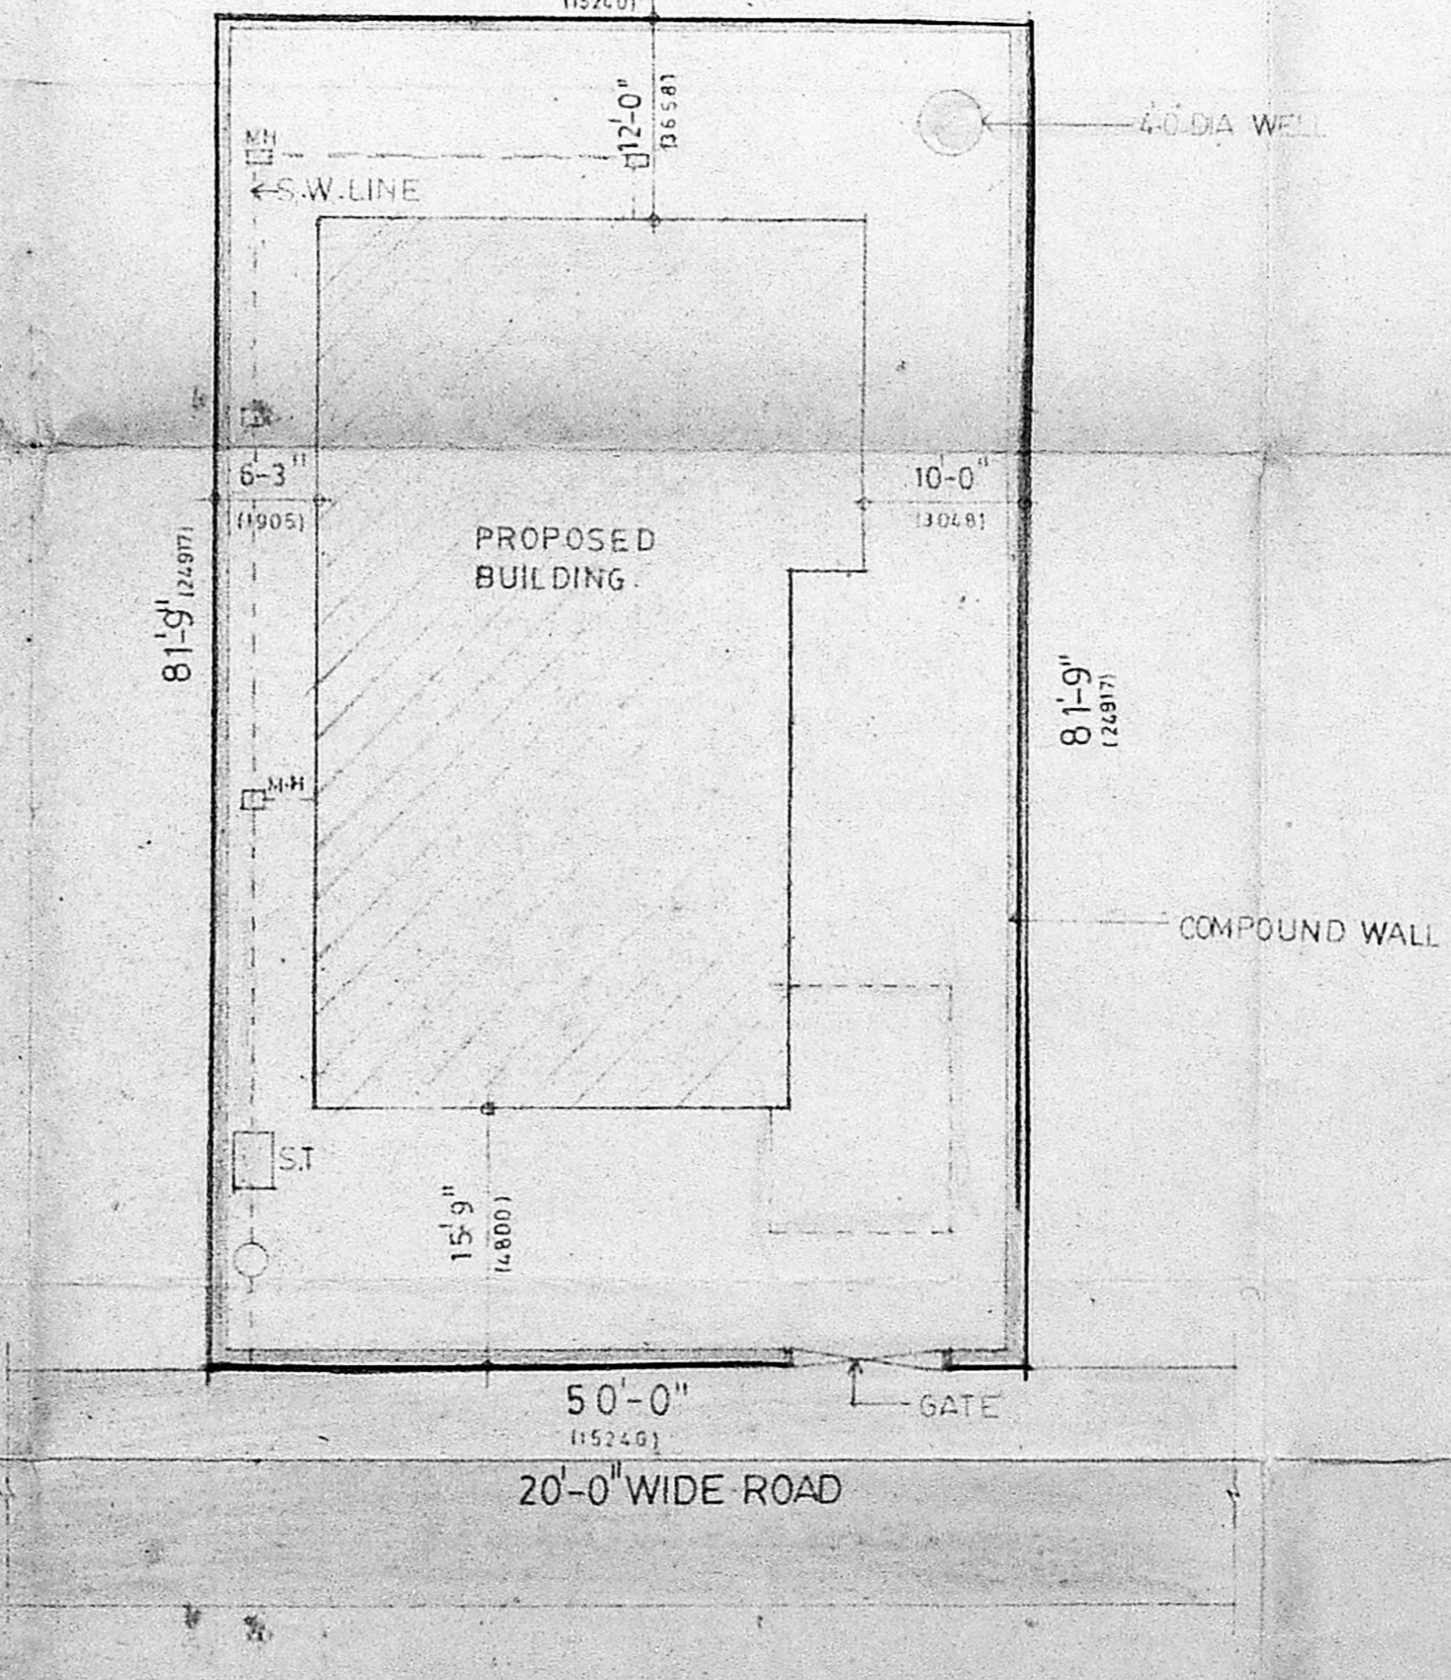 (15240)
12'-0"
(3658)
4'-0" DIA WELL
MH
S.W. LINE
6'-3"
(1905)
10'-0"
(3048)
PROPOSED
BUILDING.
81'-9" (24917)
81'-9"
(24917)
M.H
COMPOUND WALL
S.T
15'-9"
(4800)
50'-0"
(15240)
GATE
20'-0" WIDE ROAD